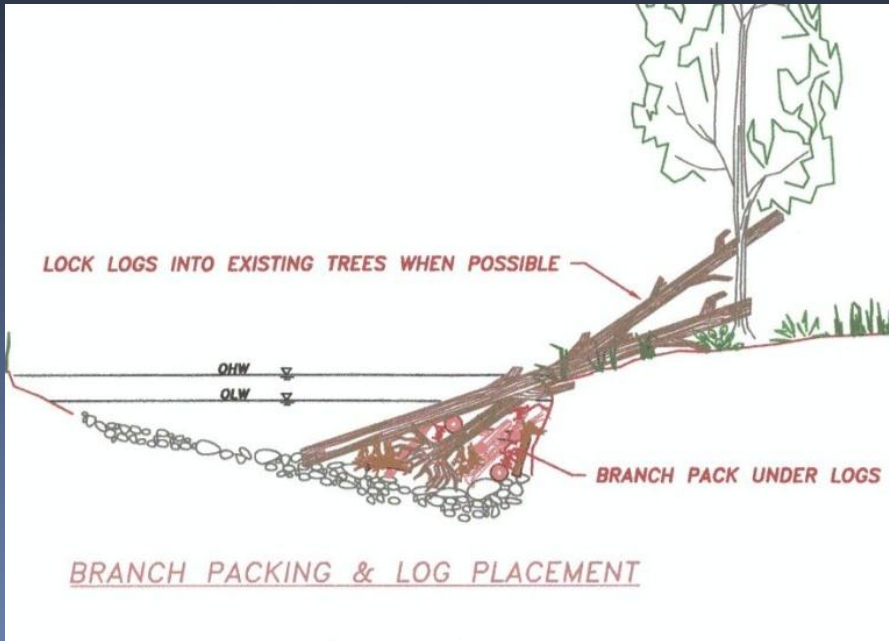 LOCK LOGS INTO EXISTING TREES WHEN POSSIBLE
OHW
OLW
BRANCH PACK UNDER LOGS
BRANCH PACKING & LOG PLACEMENT